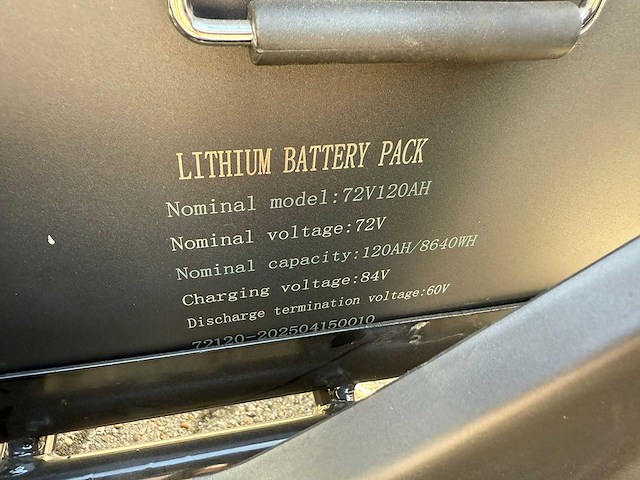 LITHIUM BATTERY PACK
Nominal model:72V120AH
Nominal voltage:72V
Nominal capacity:120AH/8640WH
Charging voltage:84V
Discharge termination voltage:60V
72120-202504150010